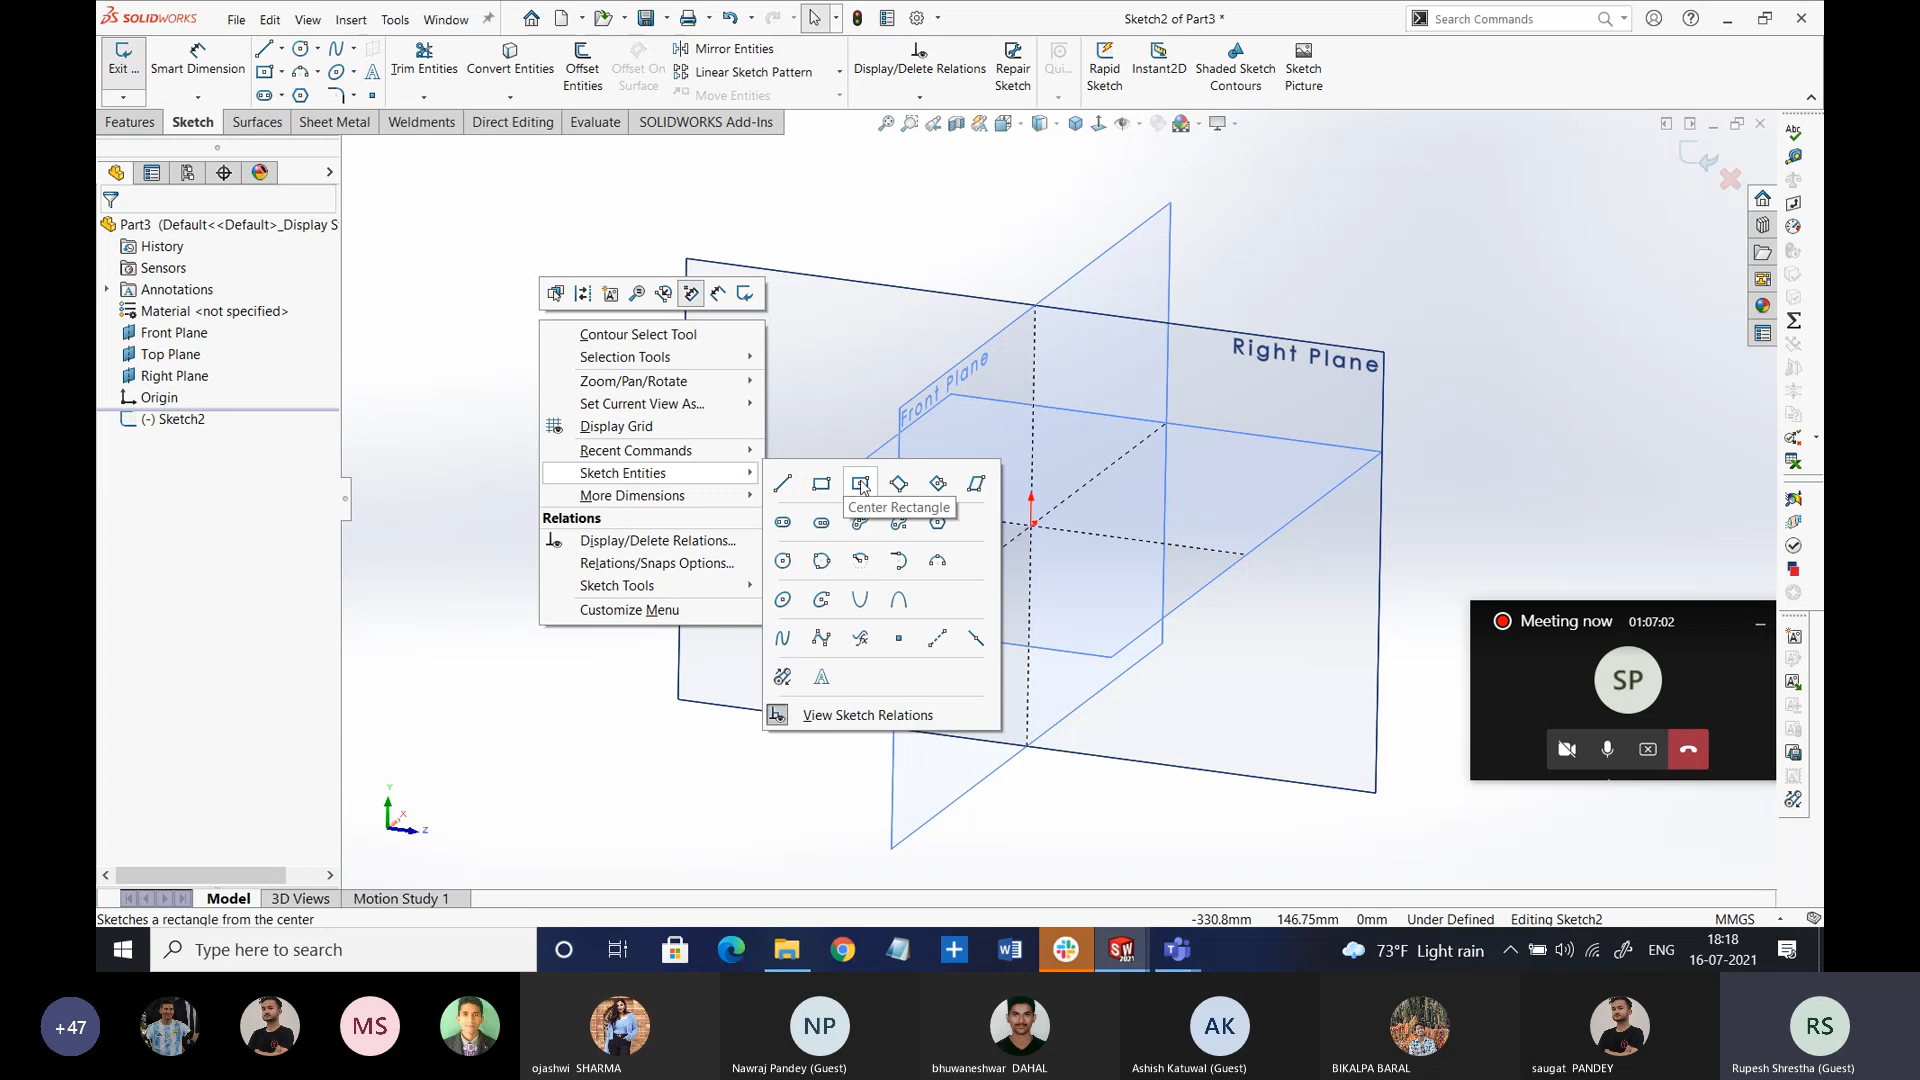 SOLIDWORKS
File Edit View Insert Tools Window
Sketch2 of Part3 *
Search Commands
Exit ...
Smart Dimension
Trim Entities
Convert Entities
Offset Entities
Offset On Surface
Mirror Entities
Linear Sketch Pattern
Move Entities
Display/Delete Relations
Repair Sketch
Qui...
Rapid Sketch
Instant2D
Shaded Sketch Contours
Sketch Picture
Features Sketch Surfaces Sheet Metal Weldments Direct Editing Evaluate SOLIDWORKS Add-Ins
Part3 (Default<<Default>_Display S
History
Sensors
Annotations
Material <not specified>
Front Plane
Top Plane
Right Plane
Origin
(-) Sketch2
Contour Select Tool
Selection Tools
Zoom/Pan/Rotate
Set Current View As...
Display Grid
Recent Commands
Sketch Entities
More Dimensions
Relations
Display/Delete Relations...
Relations/Snaps Options...
Sketch Tools
Customize Menu
Center Rectangle
View Sketch Relations
Front Plane
Right Plane
Y
X
Z
Meeting now 01:07:02
SP
Model 3D Views Motion Study 1
Sketches a rectangle from the center
-330.8mm 146.75mm 0mm Under Defined Editing Sketch2 MMGS
Type here to search
73°F Light rain
ENG
18:18
16-07-2021
+47
MS
NP
AK
RS
ojashwi SHARMA
Nawraj Pandey (Guest)
bhuwaneshwar DAHAL
Ashish Katuwal (Guest)
BIKALPA BARAL
saugat PANDEY
Rupesh Shrestha (Guest)